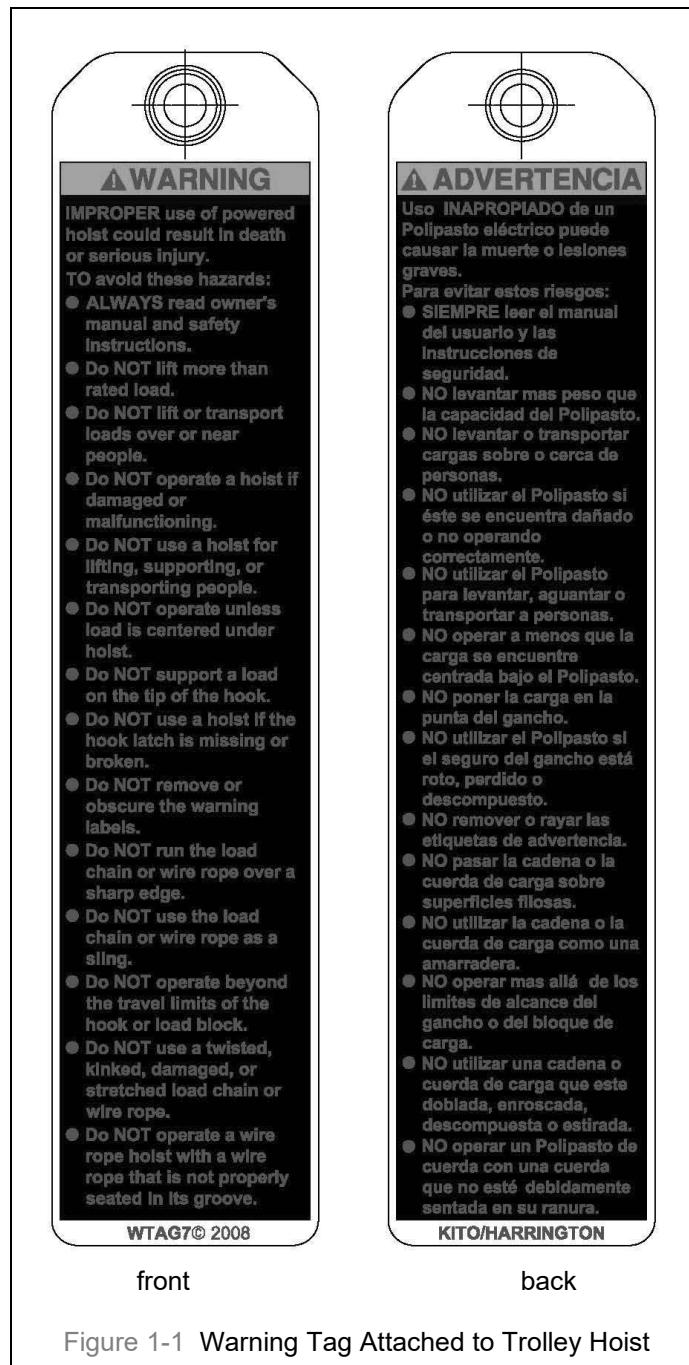 WARNING
IMPROPER use of powered
hoist could result in death
or serious injury.
TO avoid these hazards:
● ALWAYS read owner's
manual and safety
instructions.
● Do NOT lift more than
rated load.
● Do NOT lift or transport
loads over or near
people.
● Do NOT operate a hoist if
damaged or
malfunctioning.
● Do NOT use a hoist for
lifting, supporting, or
transporting people.
● Do NOT operate unless
load is centered under
hoist.
● Do NOT support a load
on the tip of the hook.
● Do NOT use a hoist if the
hook latch is missing or
broken.
● Do NOT remove or
obscure the warning
labels.
● Do NOT run the load
chain or wire rope over a
sharp edge.
● Do NOT use the load
chain or wire rope as a
sling.
● Do NOT operate beyond
the travel limits of the
hook or load block.
● Do NOT use a twisted,
kinked, damaged, or
stretched load chain or
wire rope.
● Do NOT operate a wire
rope hoist with a wire
rope that is not properly
seated in its groove.
WTAG7© 2008
front
ADVERTENCIA
Uso INAPROPIADO de un
Polipasto eléctrico puede
causar la muerte o lesiones
graves.
Para evitar estos riesgos:
● SIEMPRE leer el manual
del usuario y las
instrucciones de
seguridad.
● NO levantar mas peso que
la capacidad del Polipasto.
● NO levantar o transportar
cargas sobre o cerca de
personas.
● NO utilizar el Polipasto si
éste se encuentra dañado
o no operando
correctamente.
● NO utilizar el Polipasto
para levantar, aguantar o
transportar a personas.
● NO operar a menos que la
carga se encuentre
centrada bajo el Polipasto.
● NO poner la carga en la
punta del gancho.
● NO utilizar el Polipasto si
el seguro del gancho está
roto, perdido o
descompuesto.
● NO remover o rayar las
etiquetas de advertencia.
● NO pasar la cadena o la
cuerda de carga sobre
superficies filosas.
● NO utilizar la cadena o la
cuerda de carga como una
amarradera.
● NO operar mas allá de los
limites de alcance del
gancho o del bloque de
carga.
● NO utilizar una cadena o
cuerda de carga que este
doblada, enroscada,
descompuesta o estirada.
● NO operar un Polipasto de
cuerda con una cuerda
que no esté debidamente
sentada en su ranura.
KITO/HARRINGTON
back
Figure 1-1 Warning Tag Attached to Trolley Hoist